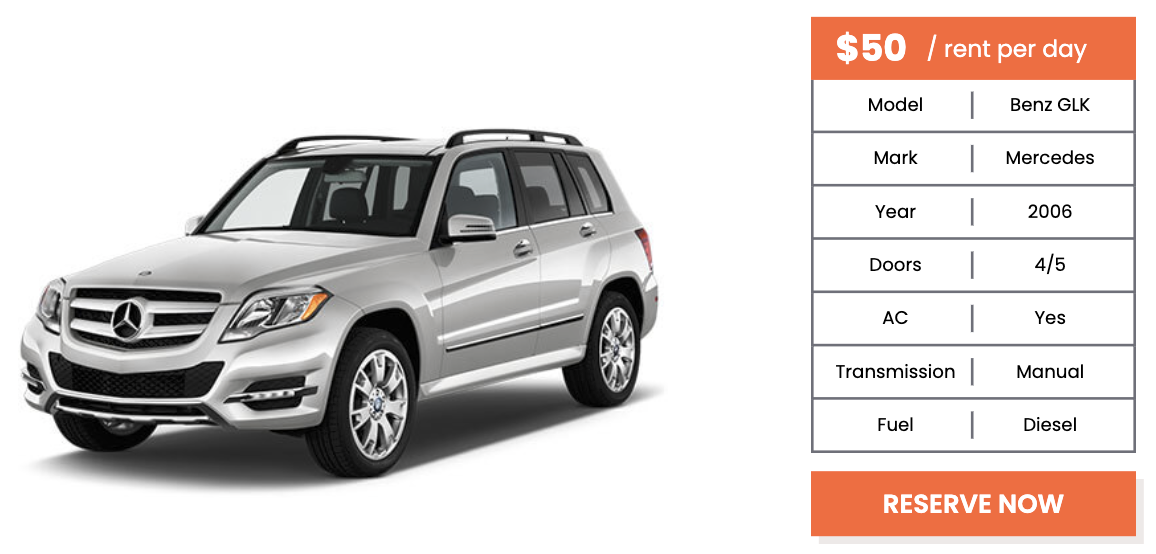 $50 / rent per day
Model | Benz GLK
Mark | Mercedes
Year | 2006
Doors | 4/5
AC | Yes
Transmission | Manual
Fuel | Diesel
RESERVE NOW